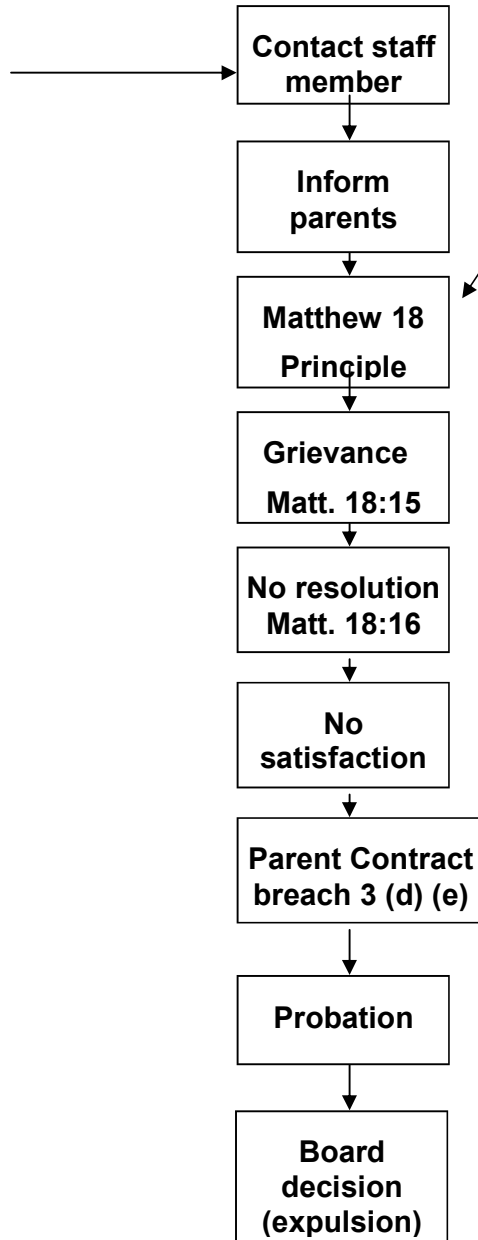 Contact staff
member
Inform
parents
Matthew 18
Principle
Grievance
Matt. 18:15
No resolution
Matt. 18:16
No
satisfaction
Parent Contract
breach 3 (d) (e)
Probation
Board
decision
(expulsion)